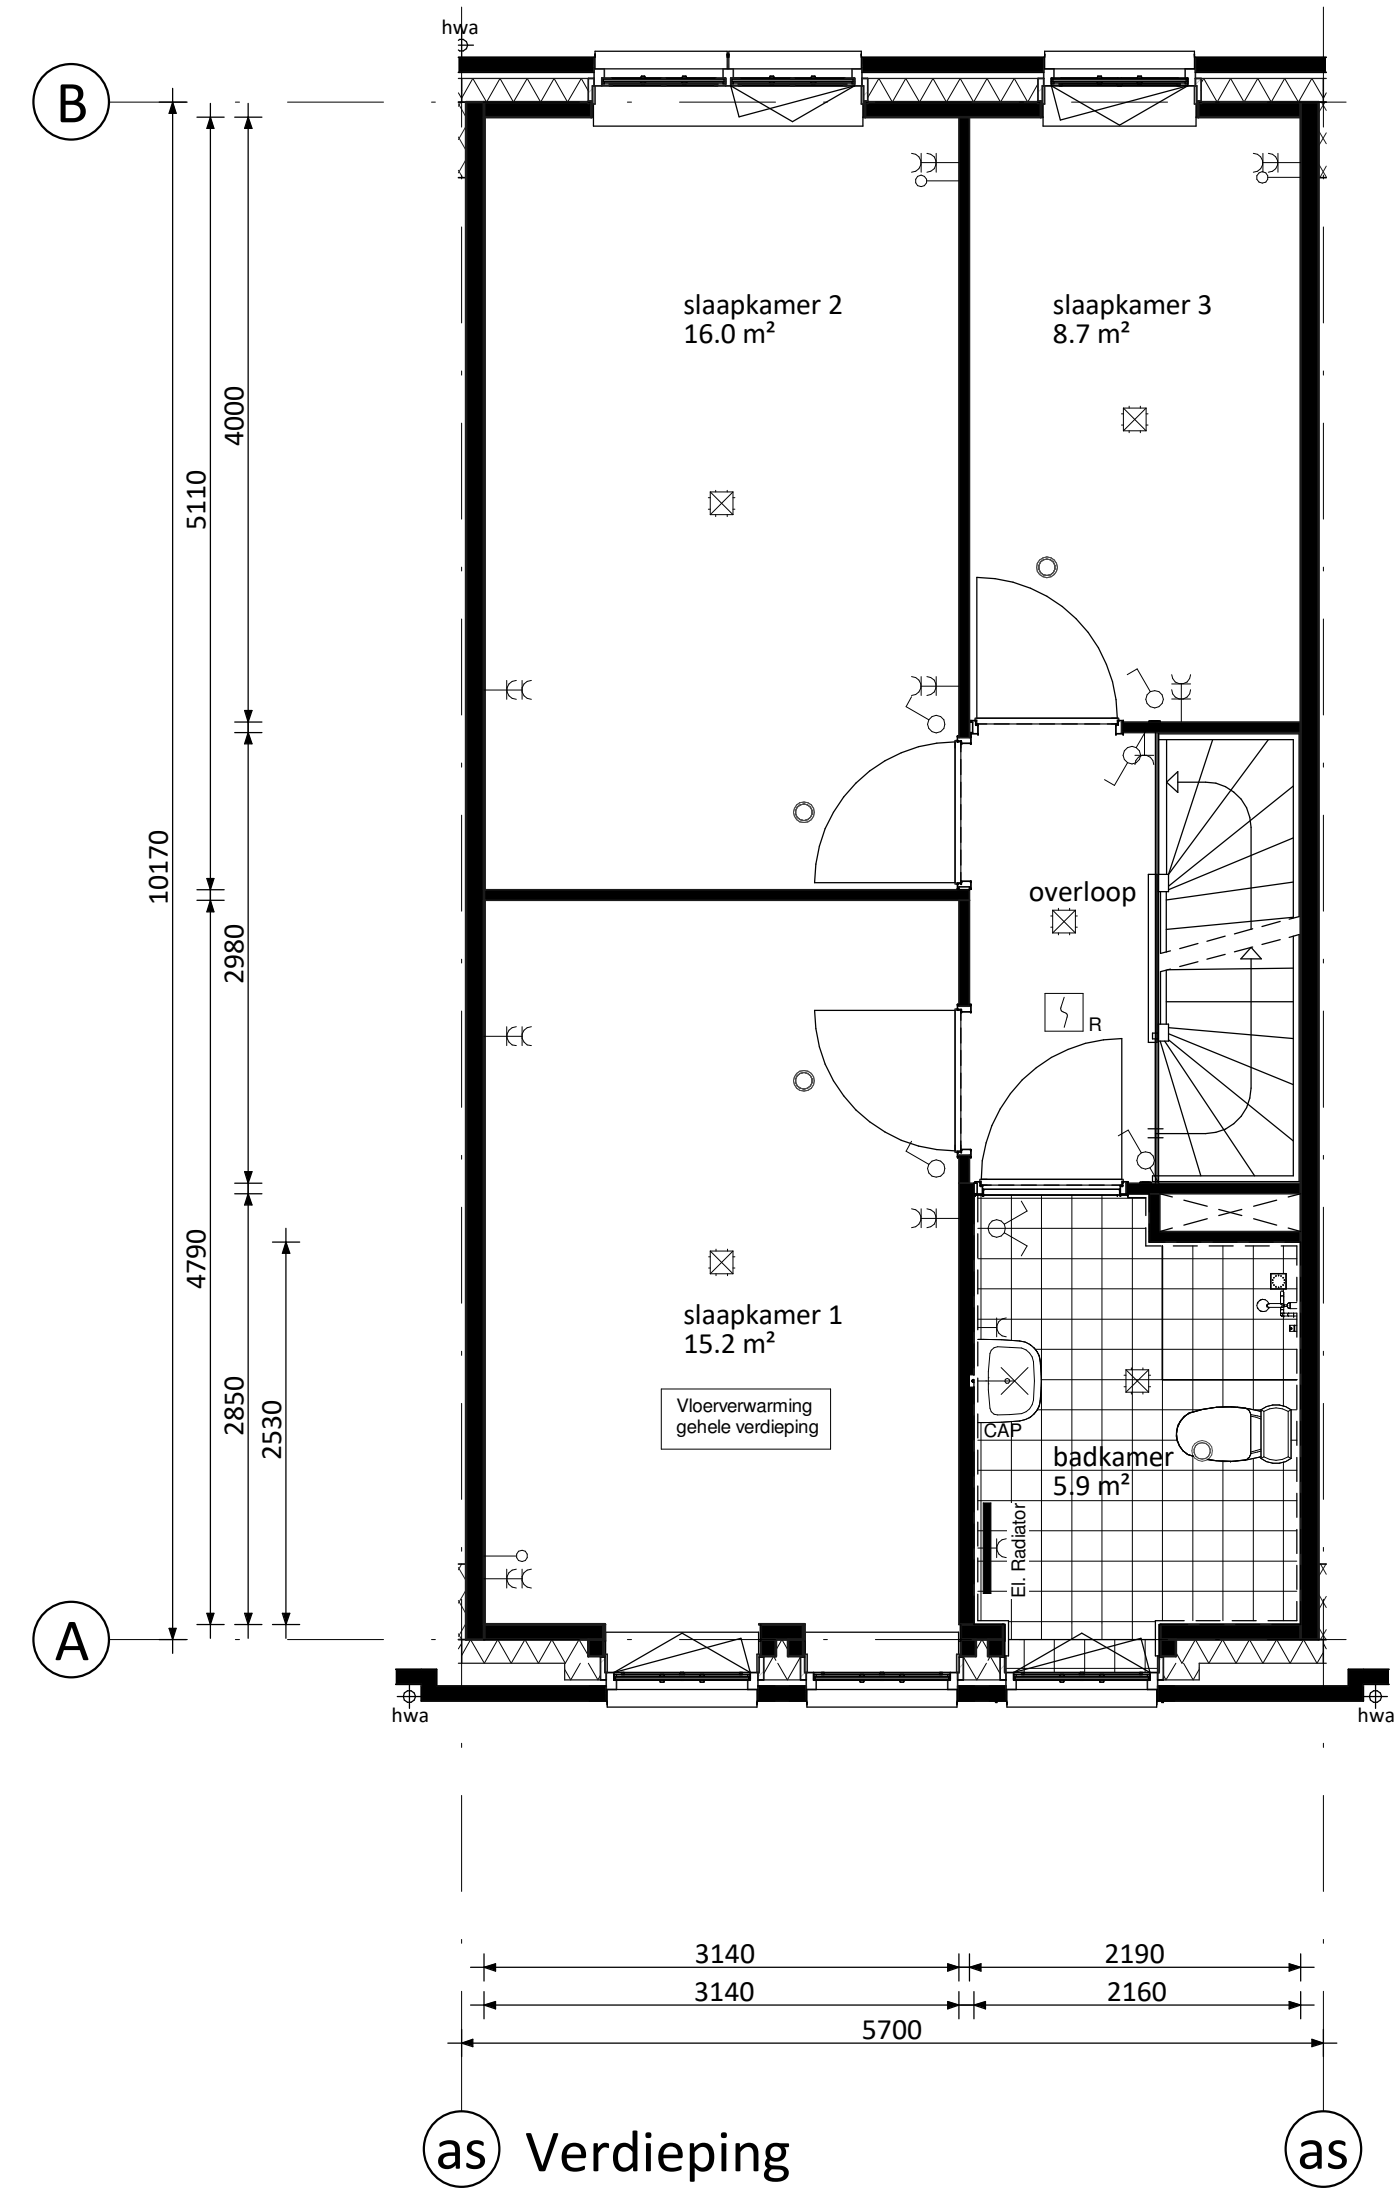 hwa
B
slaapkamer 2
16.0 m²
slaapkamer 3
8.7 m²
4000
5110
10170
overloop
2980
R
4790
slaapkamer 1
15.2 m²
2850
2530
Vloerverwarming
gehele verdieping
CAP
badkamer
5.9 m²
El. Radiator
A
hwa
hwa
3140
2190
3140
2160
5700
as
Verdieping
as